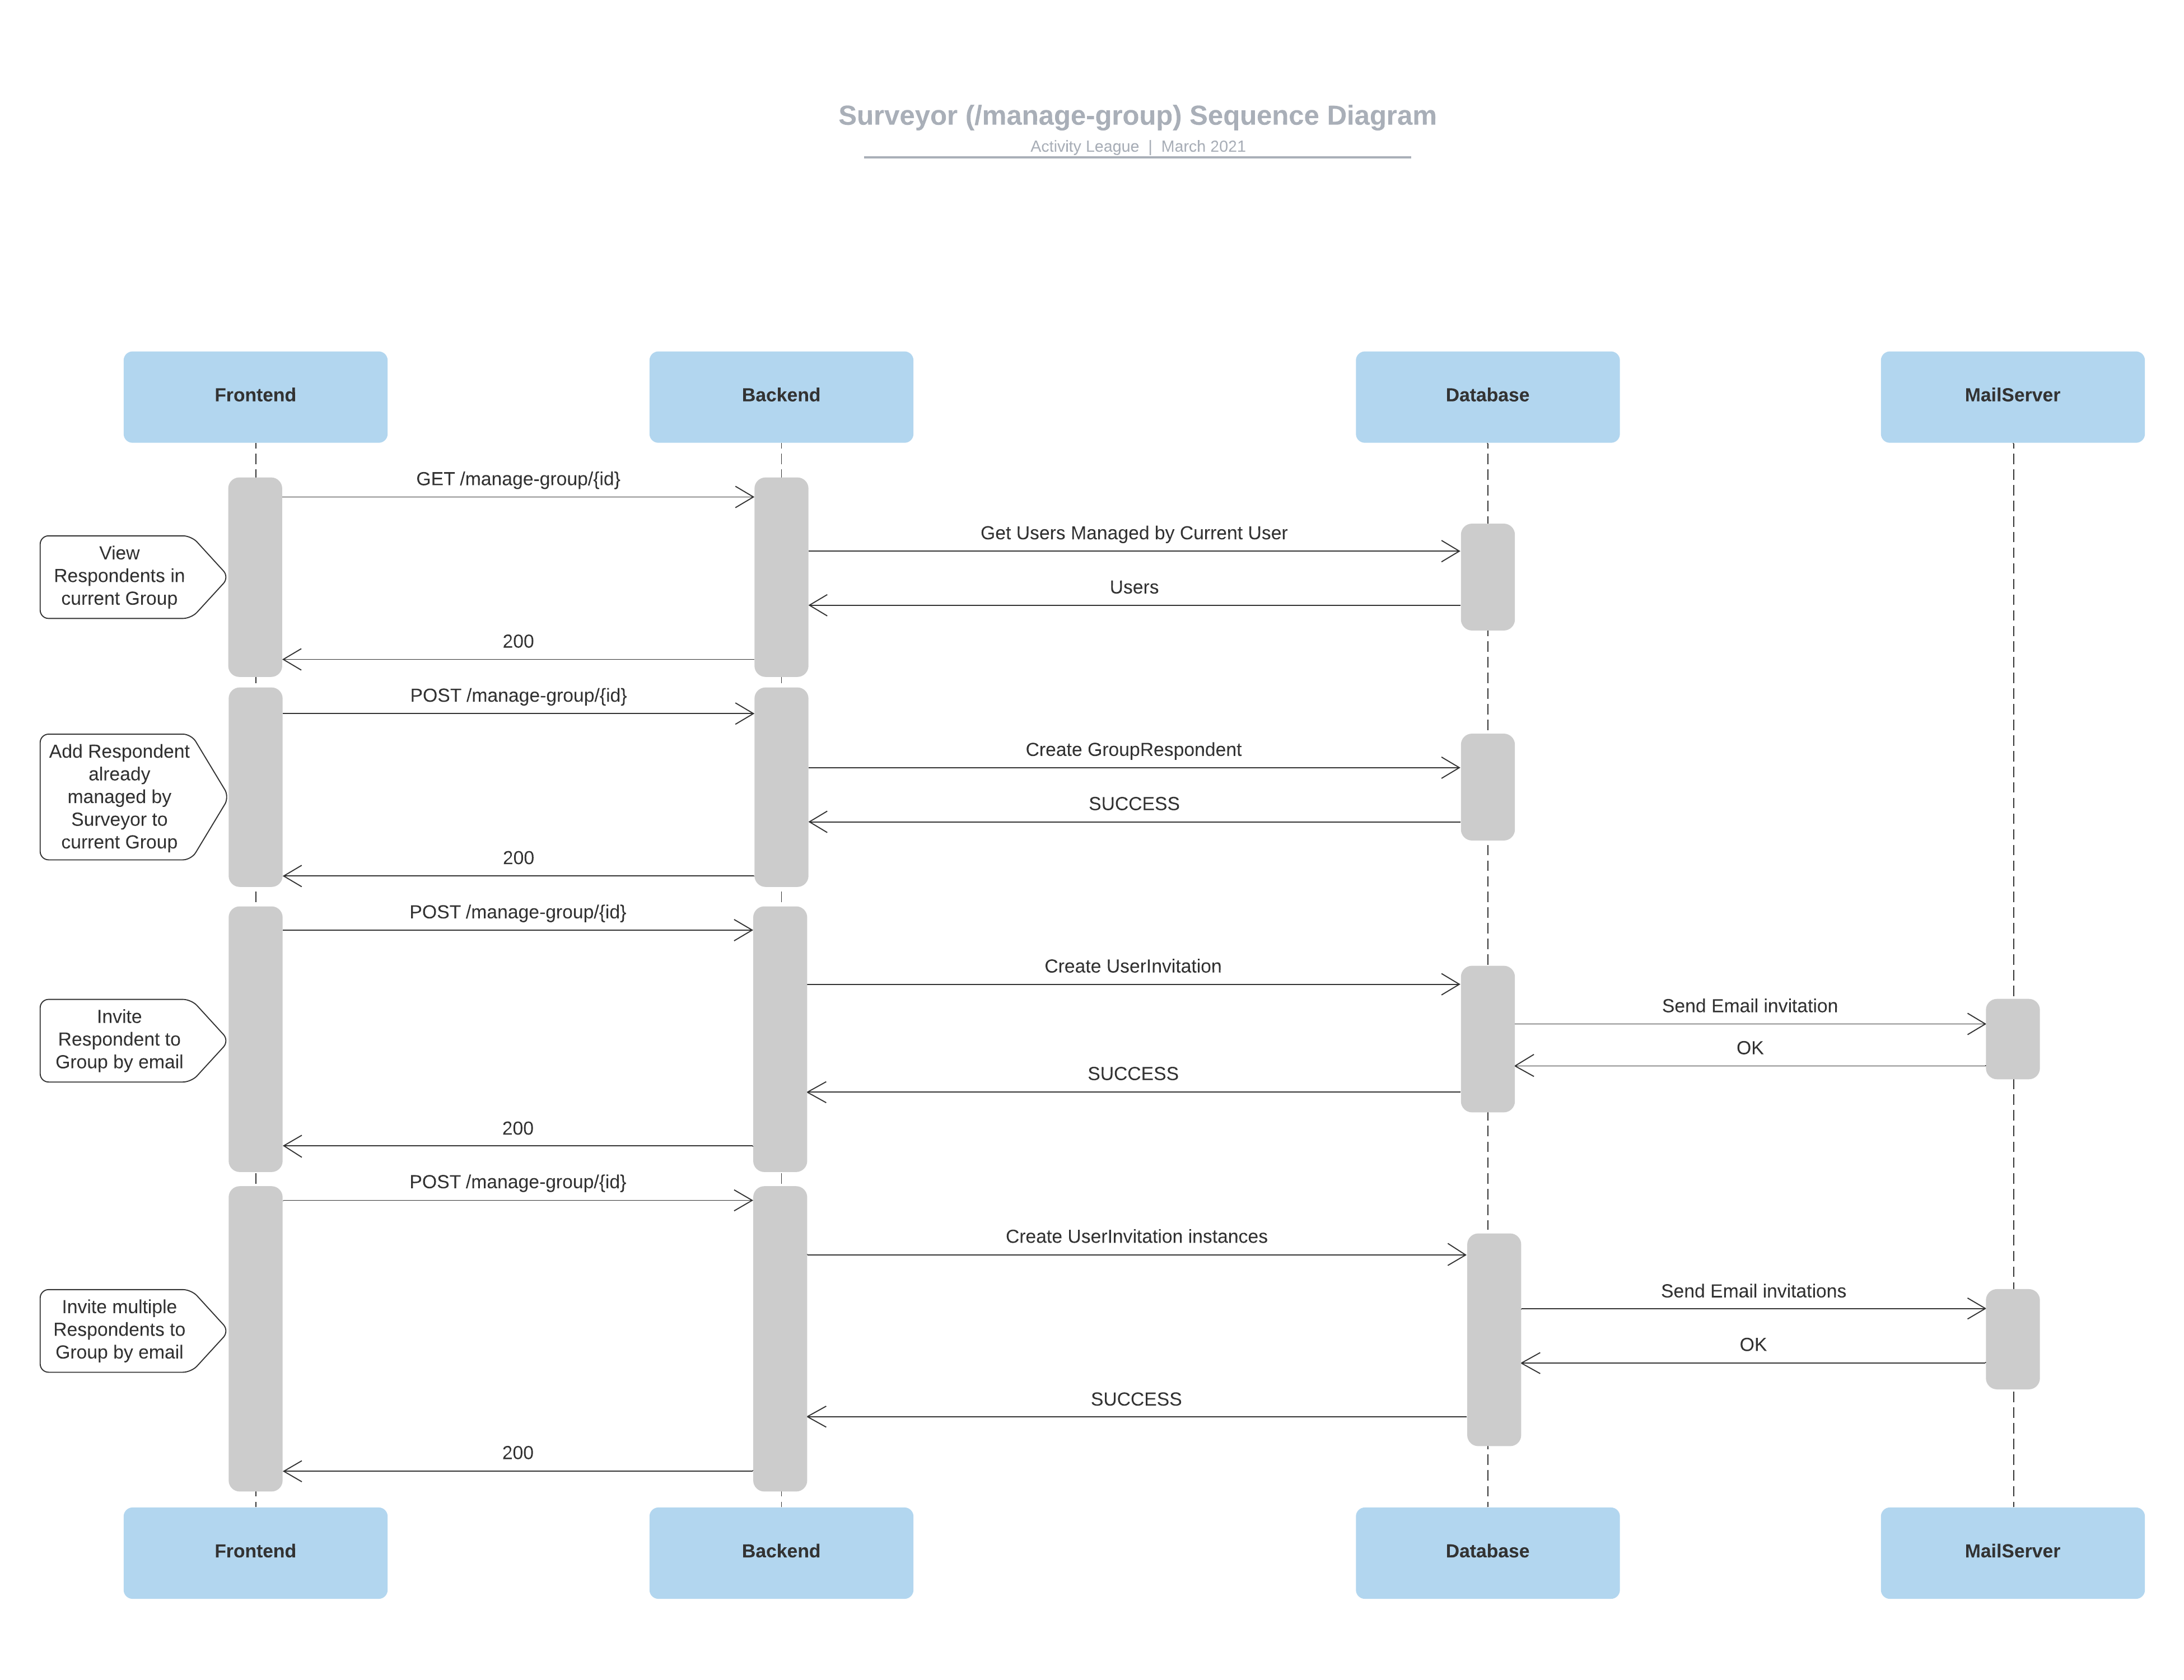 Surveyor (/manage-group) Sequence Diagram
Activity League | March 2021
Frontend
Backend
Database
MailServer
GET /manage-group/{id}
Get Users Managed by Current User
View
Respondents in
current Group
Users
200
POST /manage-group/{id}
Add Respondent
already
managed by
Surveyor to
current Group
Create GroupRespondent
SUCCESS
200
POST /manage-group/{id}
Create UserInvitation
Send Email invitation
Invite
Respondent to
Group by email
OK
SUCCESS
200
POST /manage-group/{id}
Create UserInvitation instances
Send Email invitations
Invite multiple
Respondents to
Group by email
OK
SUCCESS
200
Frontend
Backend
Database
MailServer